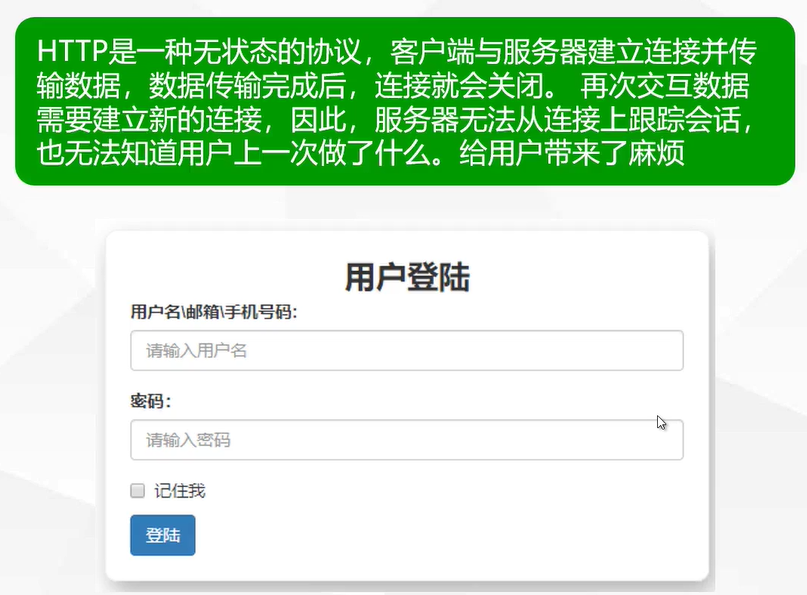 HTTP是一种无状态的协议，客户端与服务器建立连接并传
输数据，数据传输完成后，连接就会关闭。 再次交互数据
需要建立新的连接，因此，服务器无法从连接上跟踪会话，
也无法知道用户上一次做了什么。给用户带来了麻烦
用户登陆
用户名\邮箱\手机号码:
请输入用户名
密码：
请输入密码
记住我
登陆